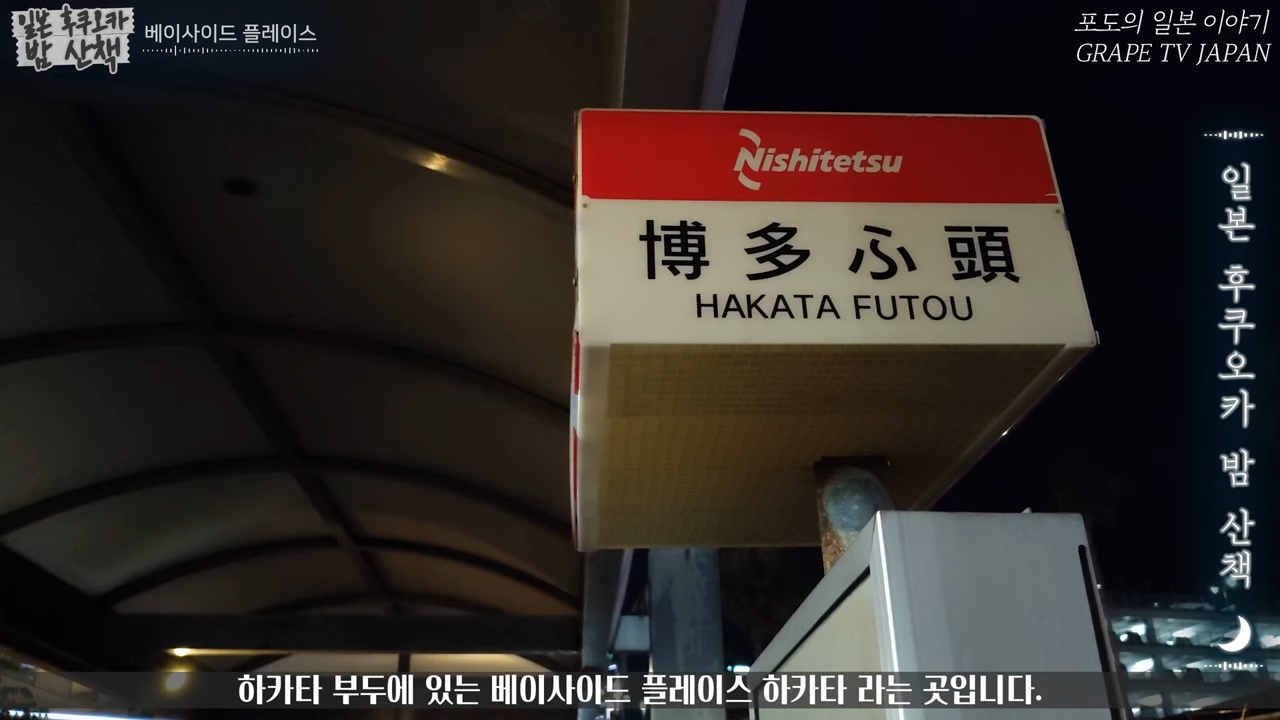 일본 후쿠오카
밤 산책
베이사이드 플레이스
포도의 일본 이야기
GRAPE TV JAPAN
Nishitetsu
博多ふ頭
HAKATA FUTOU
일본 후쿠오카 밤 산책
하카타 부두에 있는 베이사이드 플레이스 하카타 라는 곳입니다.